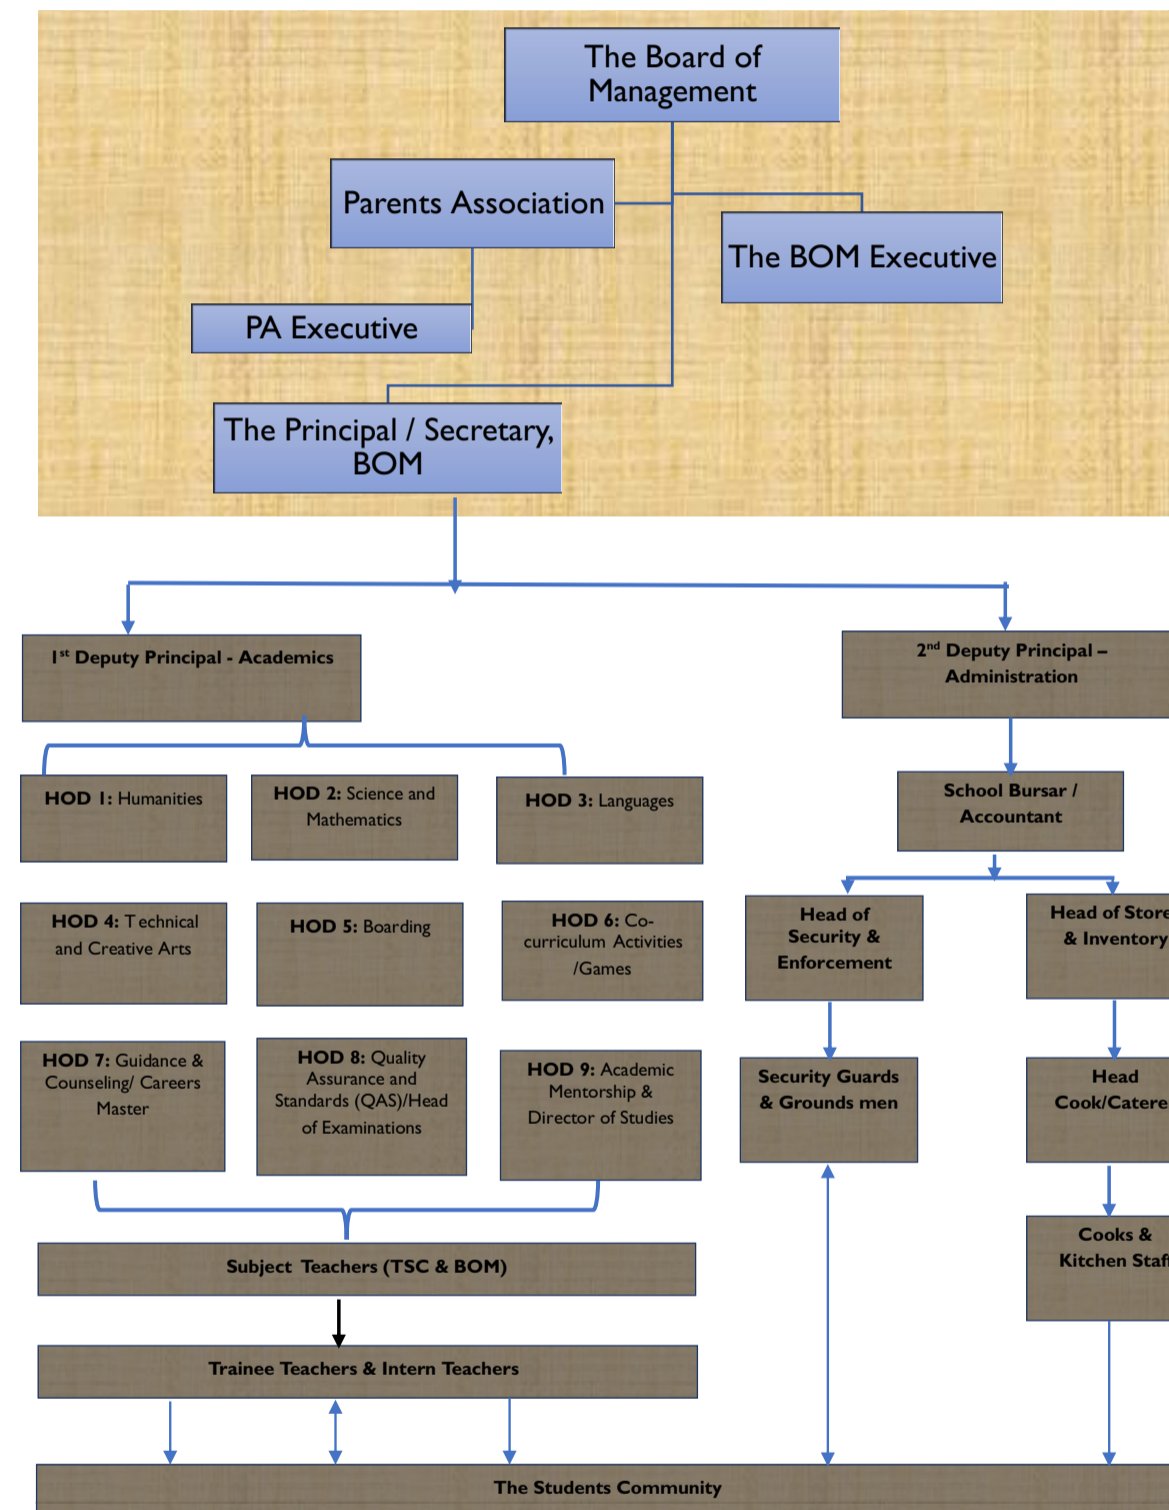 The Board of
Management
Parents Association
The BOM Executive
PA Executive
The Principal / Secretary,
BOM
1st Deputy Principal - Academics
2nd Deputy Principal –
Administration
HOD 1: Humanities
HOD 2: Science and
Mathematics
HOD 3: Languages
School Bursar /
Accountant
HOD 4: Technical
and Creative Arts
HOD 5: Boarding
HOD 6: Co-
curriculum Activities
/Games
Head of
Security &
Enforcement
Head of Store
& Inventory
HOD 7: Guidance &
Counseling/ Careers
Master
HOD 8: Quality
Assurance and
Standards (QAS)/Head
of Examinations
HOD 9: Academic
Mentorship &
Director of Studies
Security Guards
& Grounds men
Head
Cook/Catere
Cooks &
Kitchen Staff
Subject Teachers (TSC & BOM)
Trainee Teachers & Intern Teachers
The Students Community